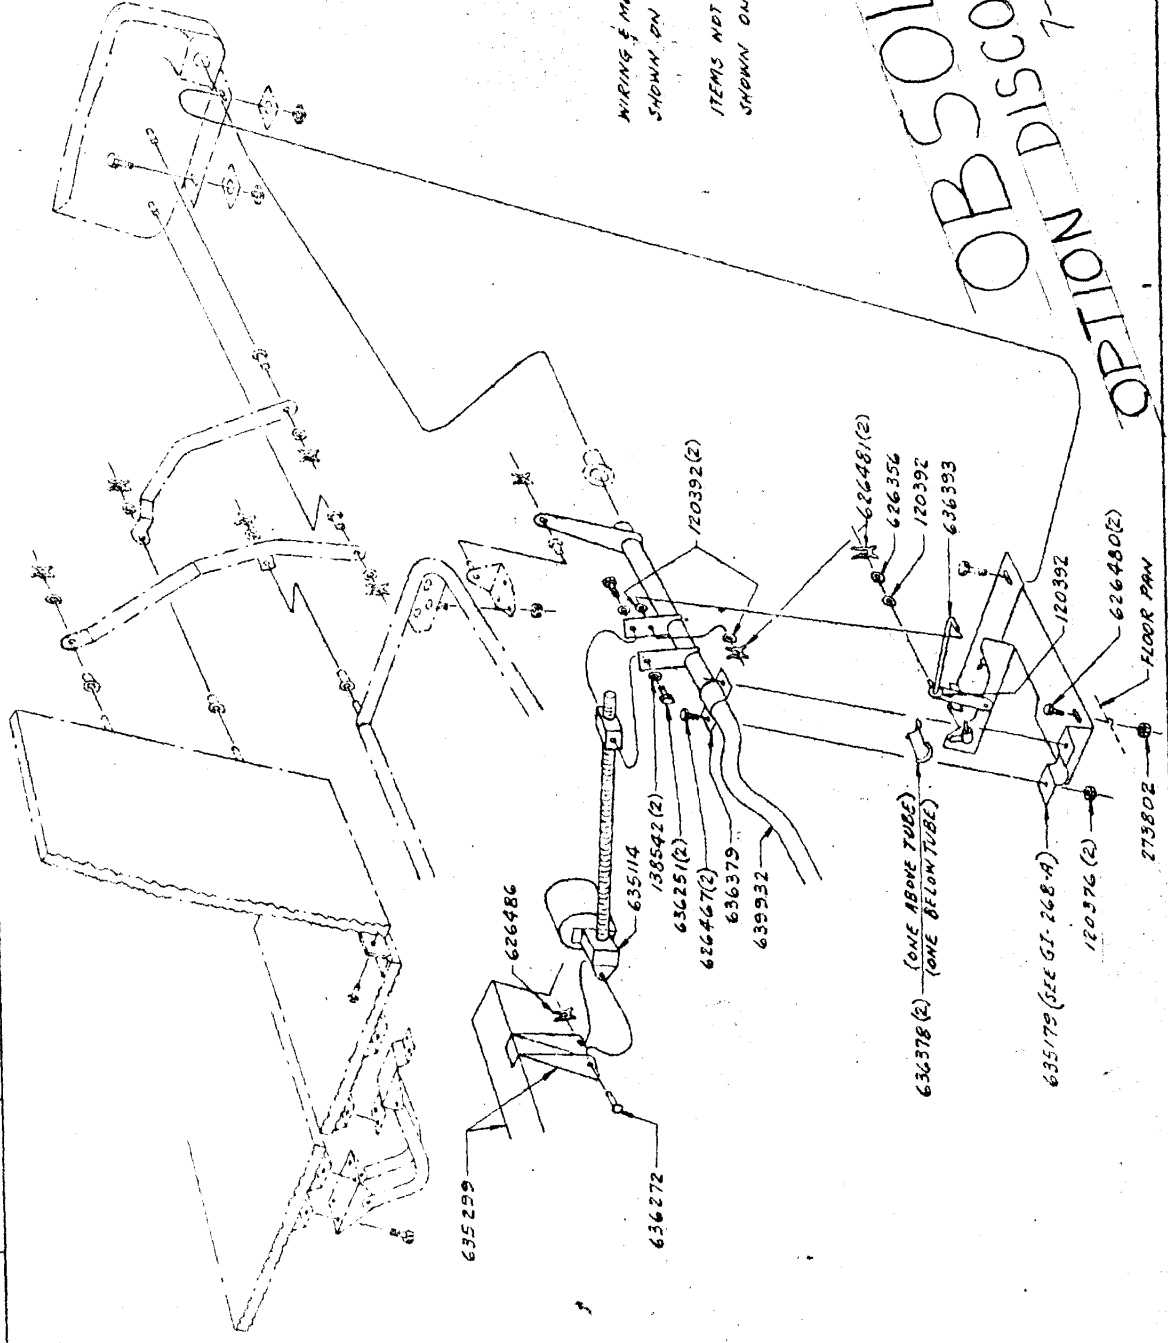 WIRING &
SHOWN ON
ITEMS NOT
SHOWN ON
OBSOL
OPTION DISCO
626486
635299
636272
635114
138542(2)
636251(2)
626467(2)
636379
639932
120392(2)
626481(2)
626356
120392
636393
120392
626480(2)
FLOOR PAN
636378(2) (ONE ABOVE TUBE)
(ONE BELOW TUBE)
635179 (SEE GI-268-A)
120376(2)
273802